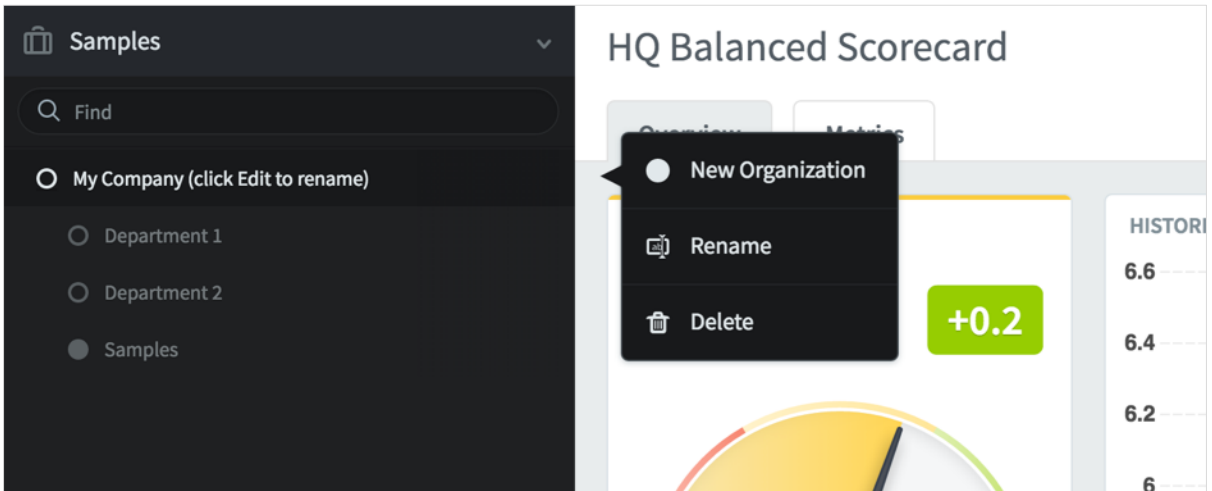 Samples
Find
My Company (click Edit to rename)
Department 1
Department 2
Samples
HQ Balanced Scorecard
Overview
Metrics
New Organization
Rename
Delete
+0.2
6.6
6.4
6.2
6